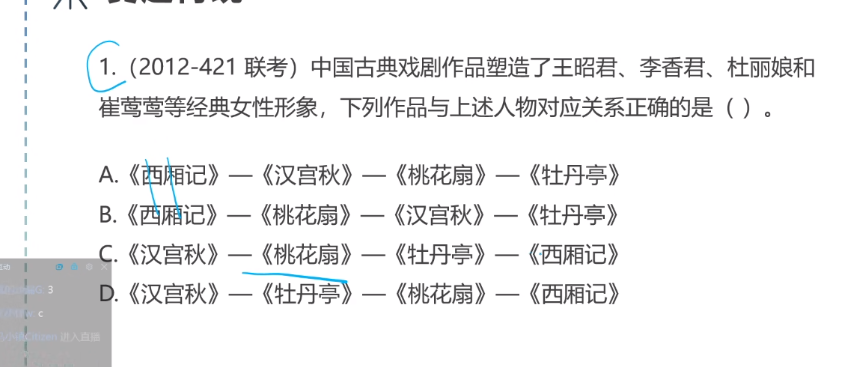 1.（2012-421 联考）中国古典戏剧作品塑造了王昭君、李香君、杜丽娘和
崔莺莺等经典女性形象，下列作品与上述人物对应关系正确的是（ ）。
A.《西厢记》—《汉宫秋》—《桃花扇》—《牡丹亭》
B.《西厢记》—《桃花扇》—《汉宫秋》—《牡丹亭》
C.《汉宫秋》—《桃花扇》—《牡丹亭》—《西厢记》
D.《汉宫秋》—《牡丹亭》—《桃花扇》—《西厢记》
3
c
进入直播